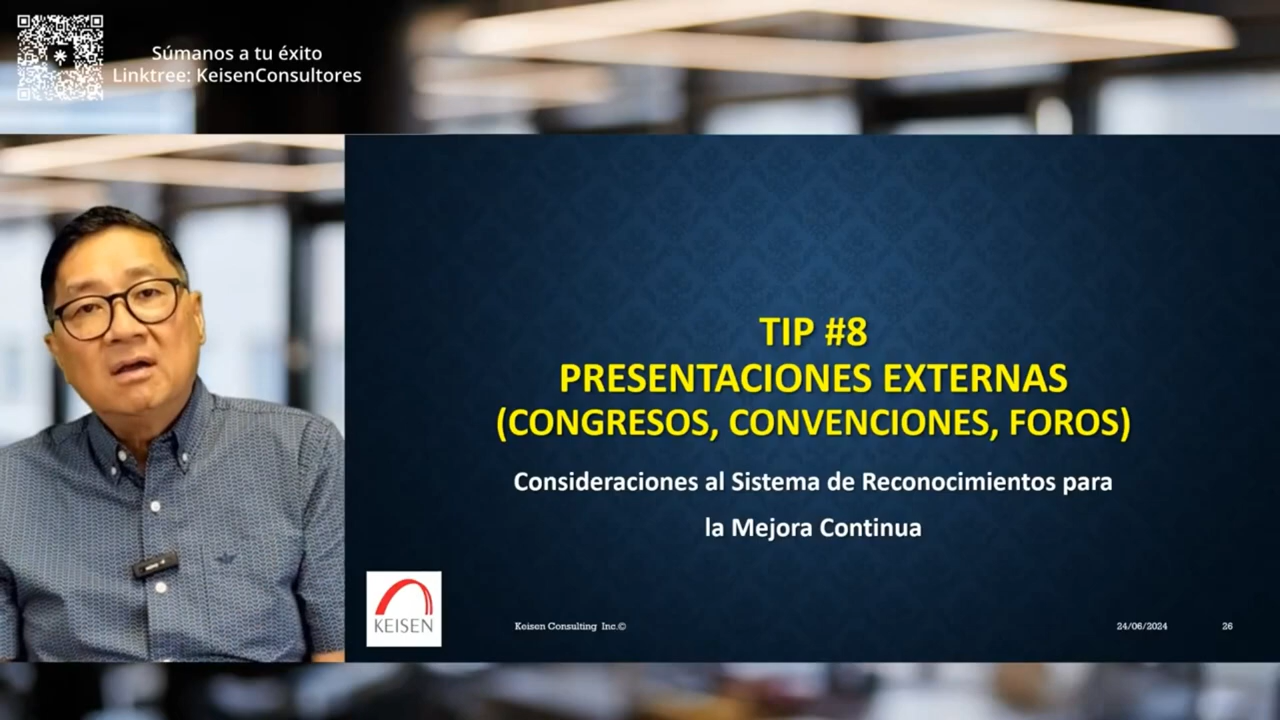 Súmanos a tu éxito
Linktree: KeisenConsultores
TIP #8
PRESENTACIONES EXTERNAS
(CONGRESOS, CONVENCIONES, FOROS)
Consideraciones al Sistema de Reconocimientos para
la Mejora Continua
KEISEN
Keisen Consulting Inc.©
24/06/2024
26